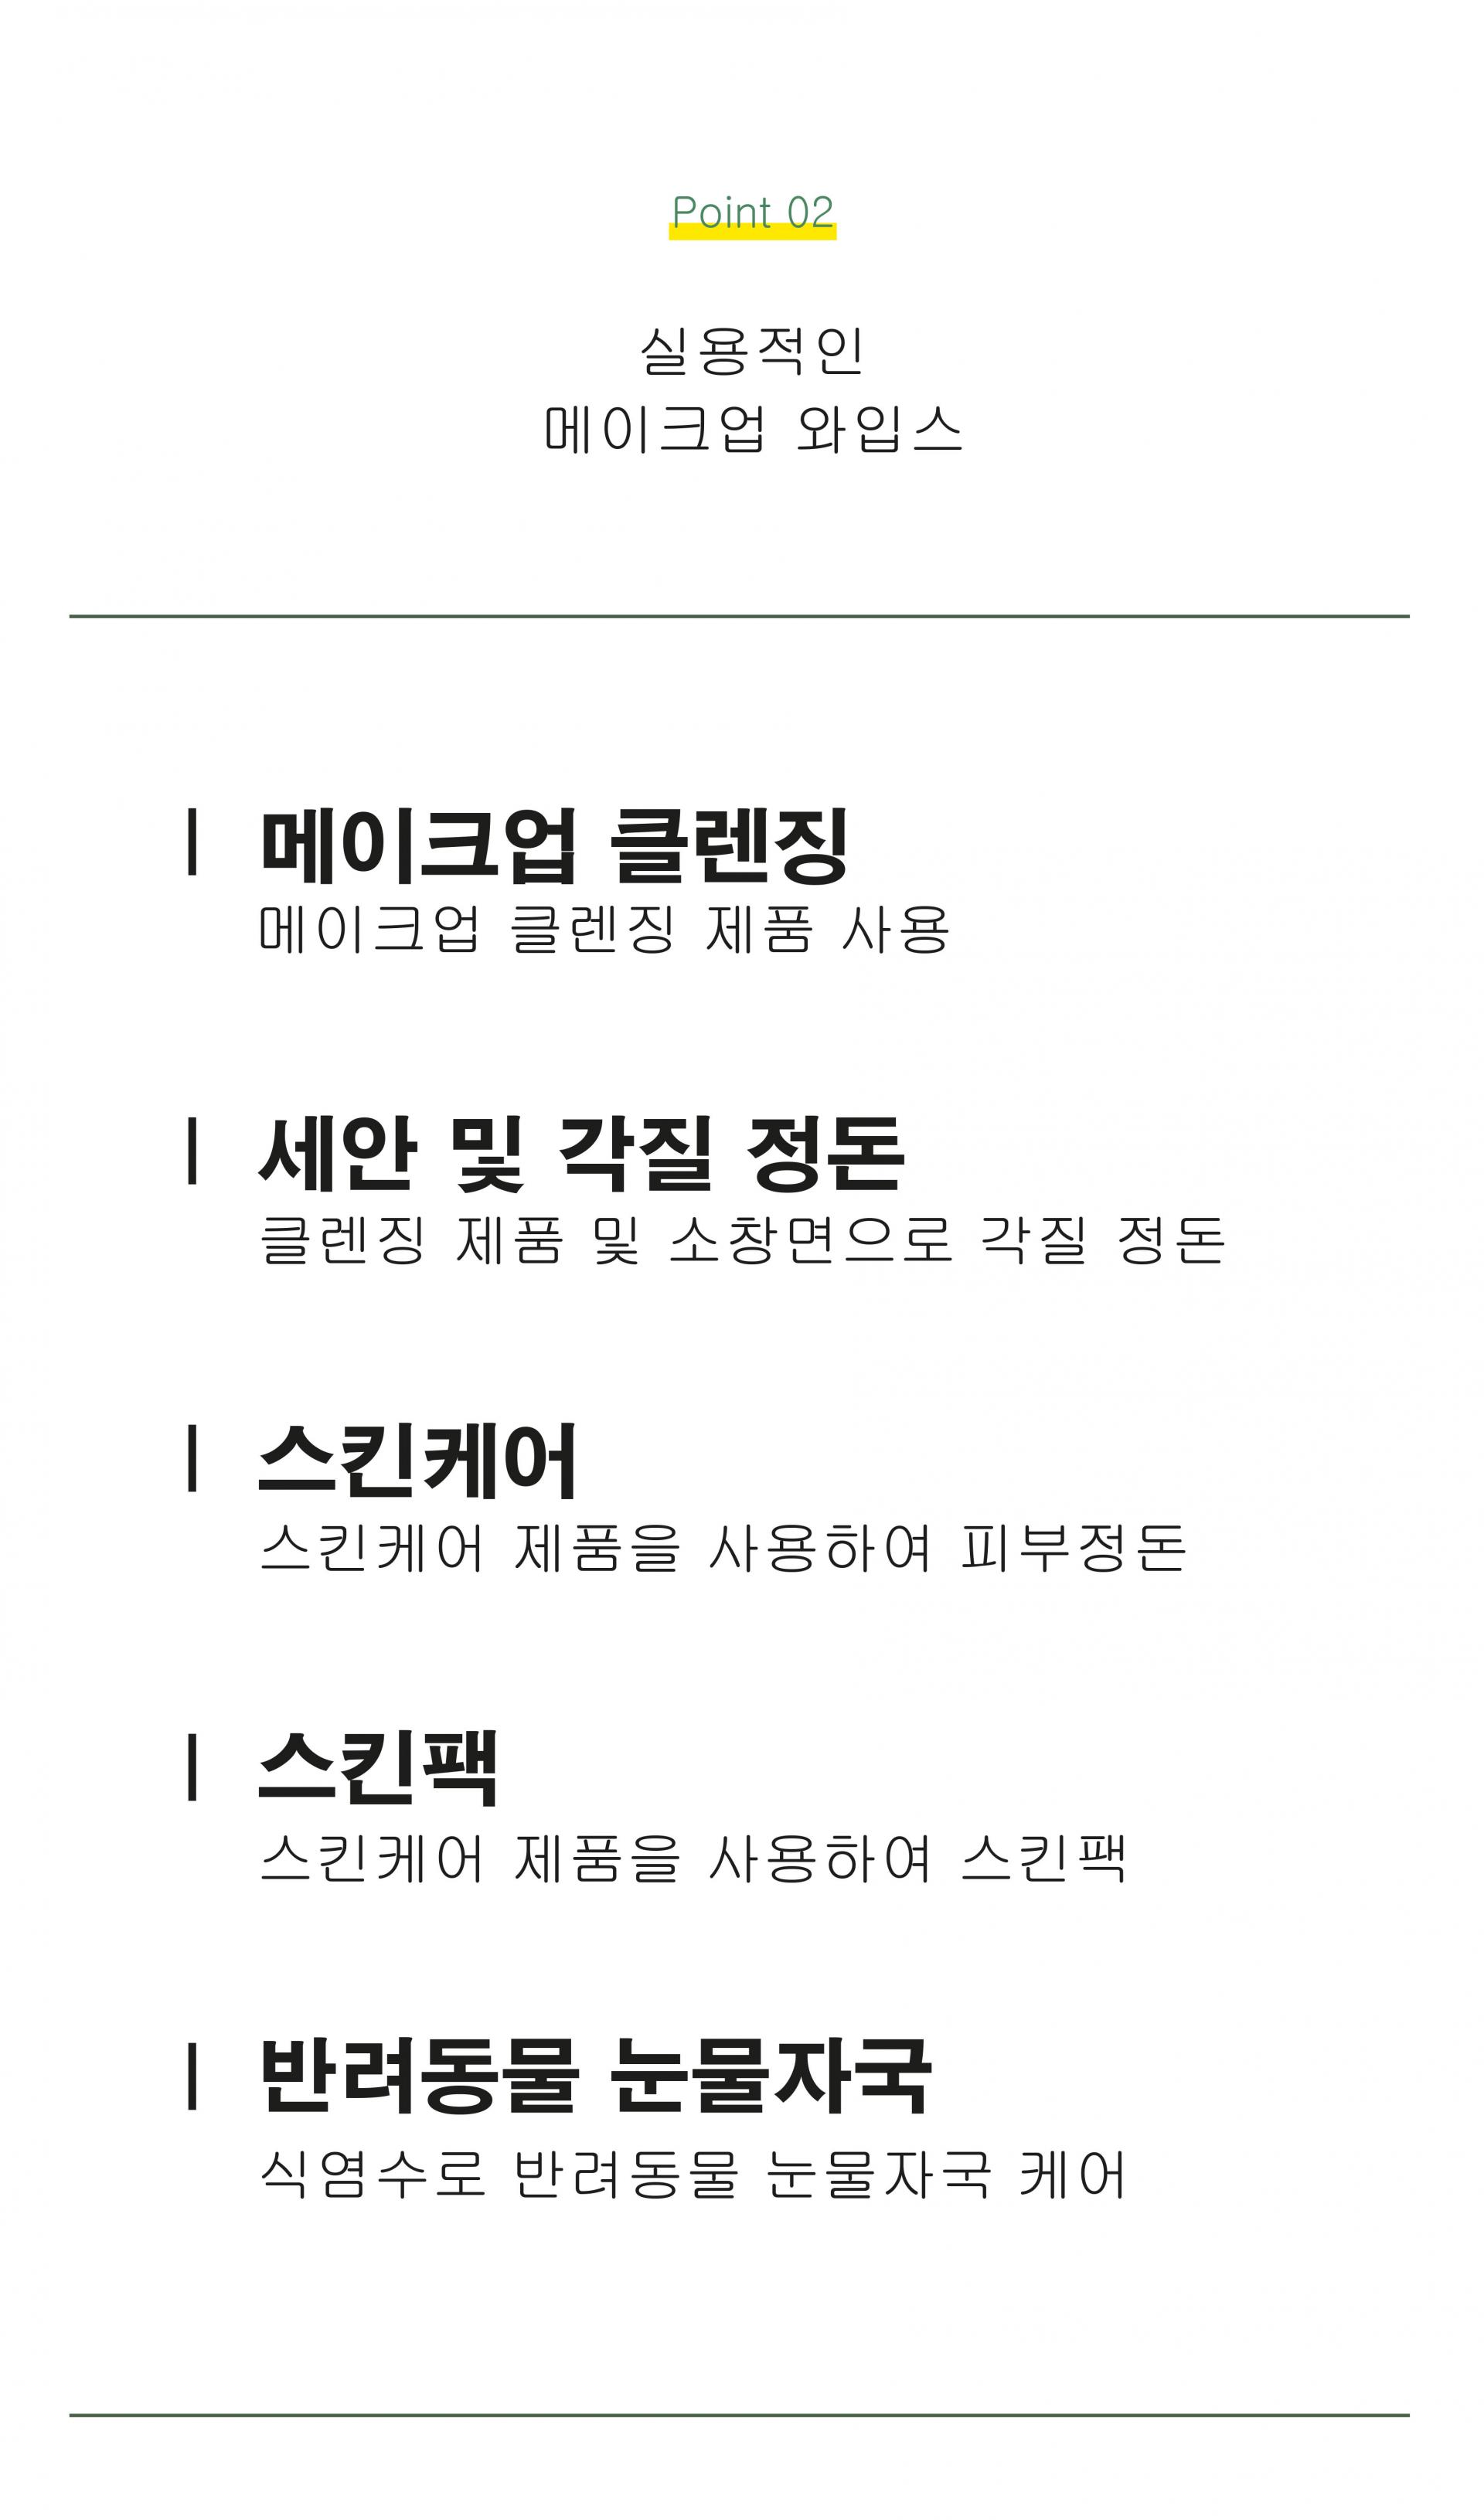 Point 02
실용적인
메이크업 와입스
메이크업 클렌징
메이크업 클렌징 제품 사용
세안 및 각질 정돈
클렌징 제품 및 소창면으로 각질 정돈
스킨케어
스킨케어 제품을 사용하여 피부정돈
스킨팩
스킨케어 제품을 사용하여 스킨팩
반려동물 눈물자국
식염수로 반려동물 눈물자국 케어